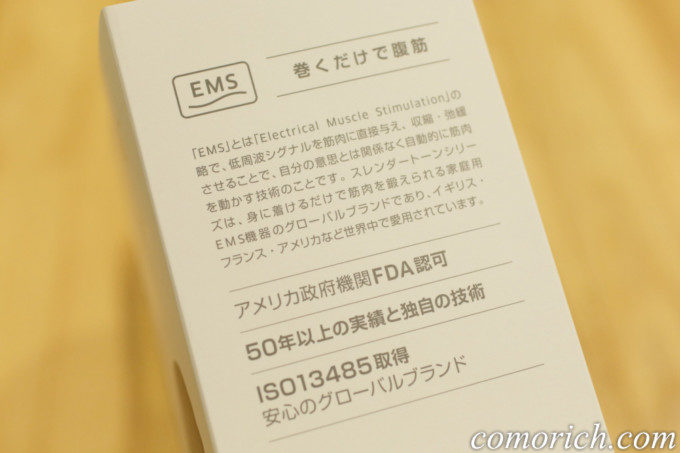 EMS
巻くだけで腹筋
「EMS」とは「Electrical Muscle Stimulation」の
略で、低周波シグナルを筋肉に直接与え、収縮・弛緩
させることで、自分の意思とは関係なく自動的に筋肉
を動かす技術のことです。スレンダートーンシリー
ズは、身に着けるだけで筋肉を鍛えられる家庭用
EMS機器のグローバルブランドであり、イギリス・
フランス・アメリカなど世界中で愛用されています。
アメリカ政府機関FDA認可
50年以上の実績と独自の技術
ISO13485取得
安心のグローバルブランド
comorich.com